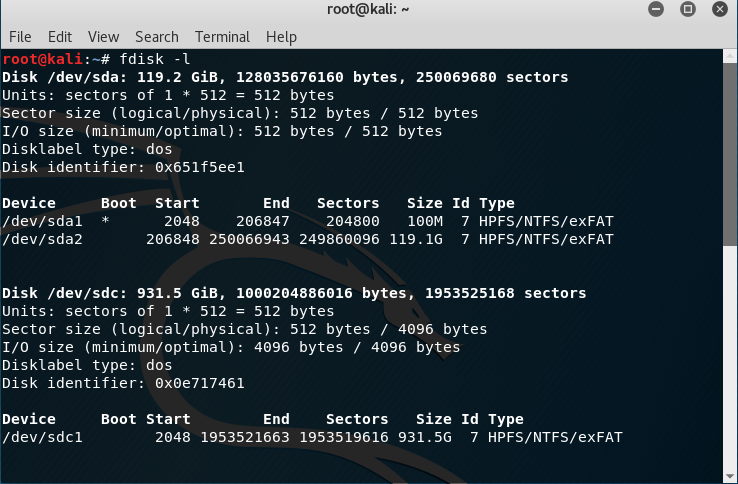 root@kali: ~
File Edit View Search Terminal Help
root@kali:~# fdisk -l
Disk /dev/sda: 119.2 GiB, 128035676160 bytes, 250069680 sectors
Units: sectors of 1 * 512 = 512 bytes
Sector size (logical/physical): 512 bytes / 512 bytes
I/O size (minimum/optimal): 512 bytes / 512 bytes
Disklabel type: dos
Disk identifier: 0x651f5ee1
Device     Boot  Start       End   Sectors   Size Id Type
/dev/sda1  *      2048    206847    204800   100M  7 HPFS/NTFS/exFAT
/dev/sda2       206848 250066943 249860096 119.1G  7 HPFS/NTFS/exFAT
Disk /dev/sdc: 931.5 GiB, 1000204886016 bytes, 1953525168 sectors
Units: sectors of 1 * 512 = 512 bytes
Sector size (logical/physical): 512 bytes / 4096 bytes
I/O size (minimum/optimal): 4096 bytes / 4096 bytes
Disklabel type: dos
Disk identifier: 0x0e717461
Device     Boot Start        End    Sectors   Size Id Type
/dev/sdc1        2048 1953521663 1953519616 931.5G  7 HPFS/NTFS/exFAT